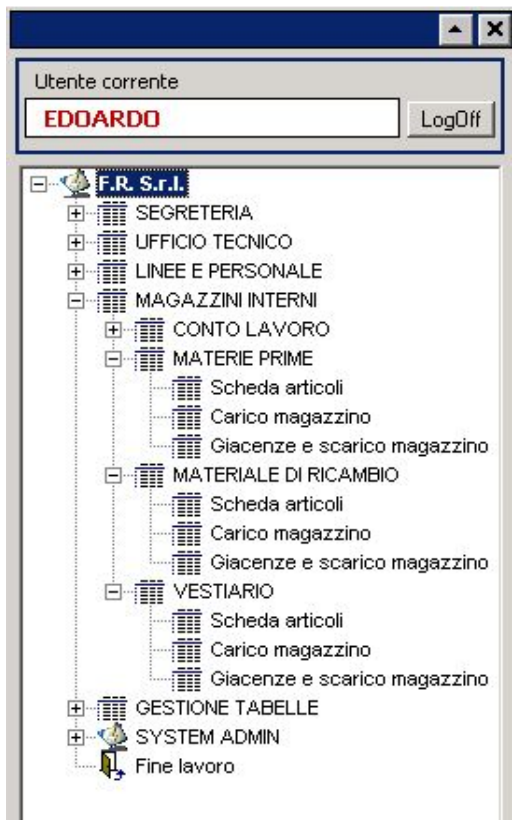 Utente corrente
EDOARDO LogOff
F.R. S.r.l.
SEGRETERIA
UFFICIO TECNICO
LINEE E PERSONALE
MAGAZZINI INTERNI
CONTO LAVORO
MATERIE PRIME
Scheda articoli
Carico magazzino
Giacenze e scarico magazzino
MATERIALE DI RICAMBIO
Scheda articoli
Carico magazzino
Giacenze e scarico magazzino
VESTIARIO
Scheda articoli
Carico magazzino
Giacenze e scarico magazzino
GESTIONE TABELLE
SYSTEM ADMIN
Fine lavoro